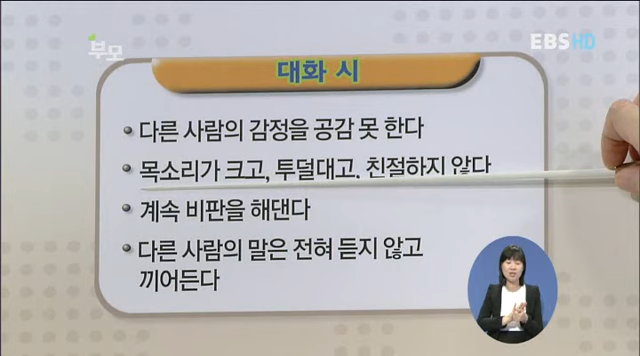 부모
EBS HD
대화 시
• 다른 사람의 감정을 공감 못 한다
• 목소리가 크고, 투덜대고, 친절하지 않다
• 계속 비판을 해댄다
• 다른 사람의 말은 전혀 듣지 않고
끼어든다